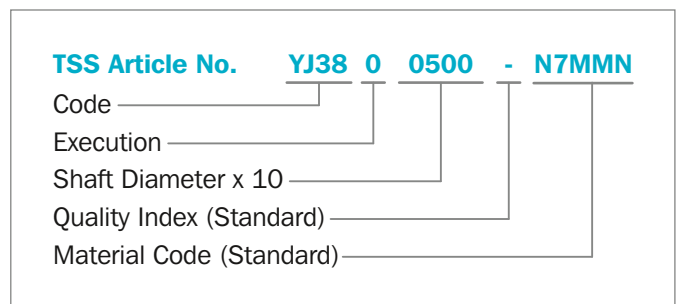 TSS Article No. YJ38 0 0500 - N7MMN
Code
Execution
Shaft Diameter x 10
Quality Index (Standard)
Material Code (Standard)